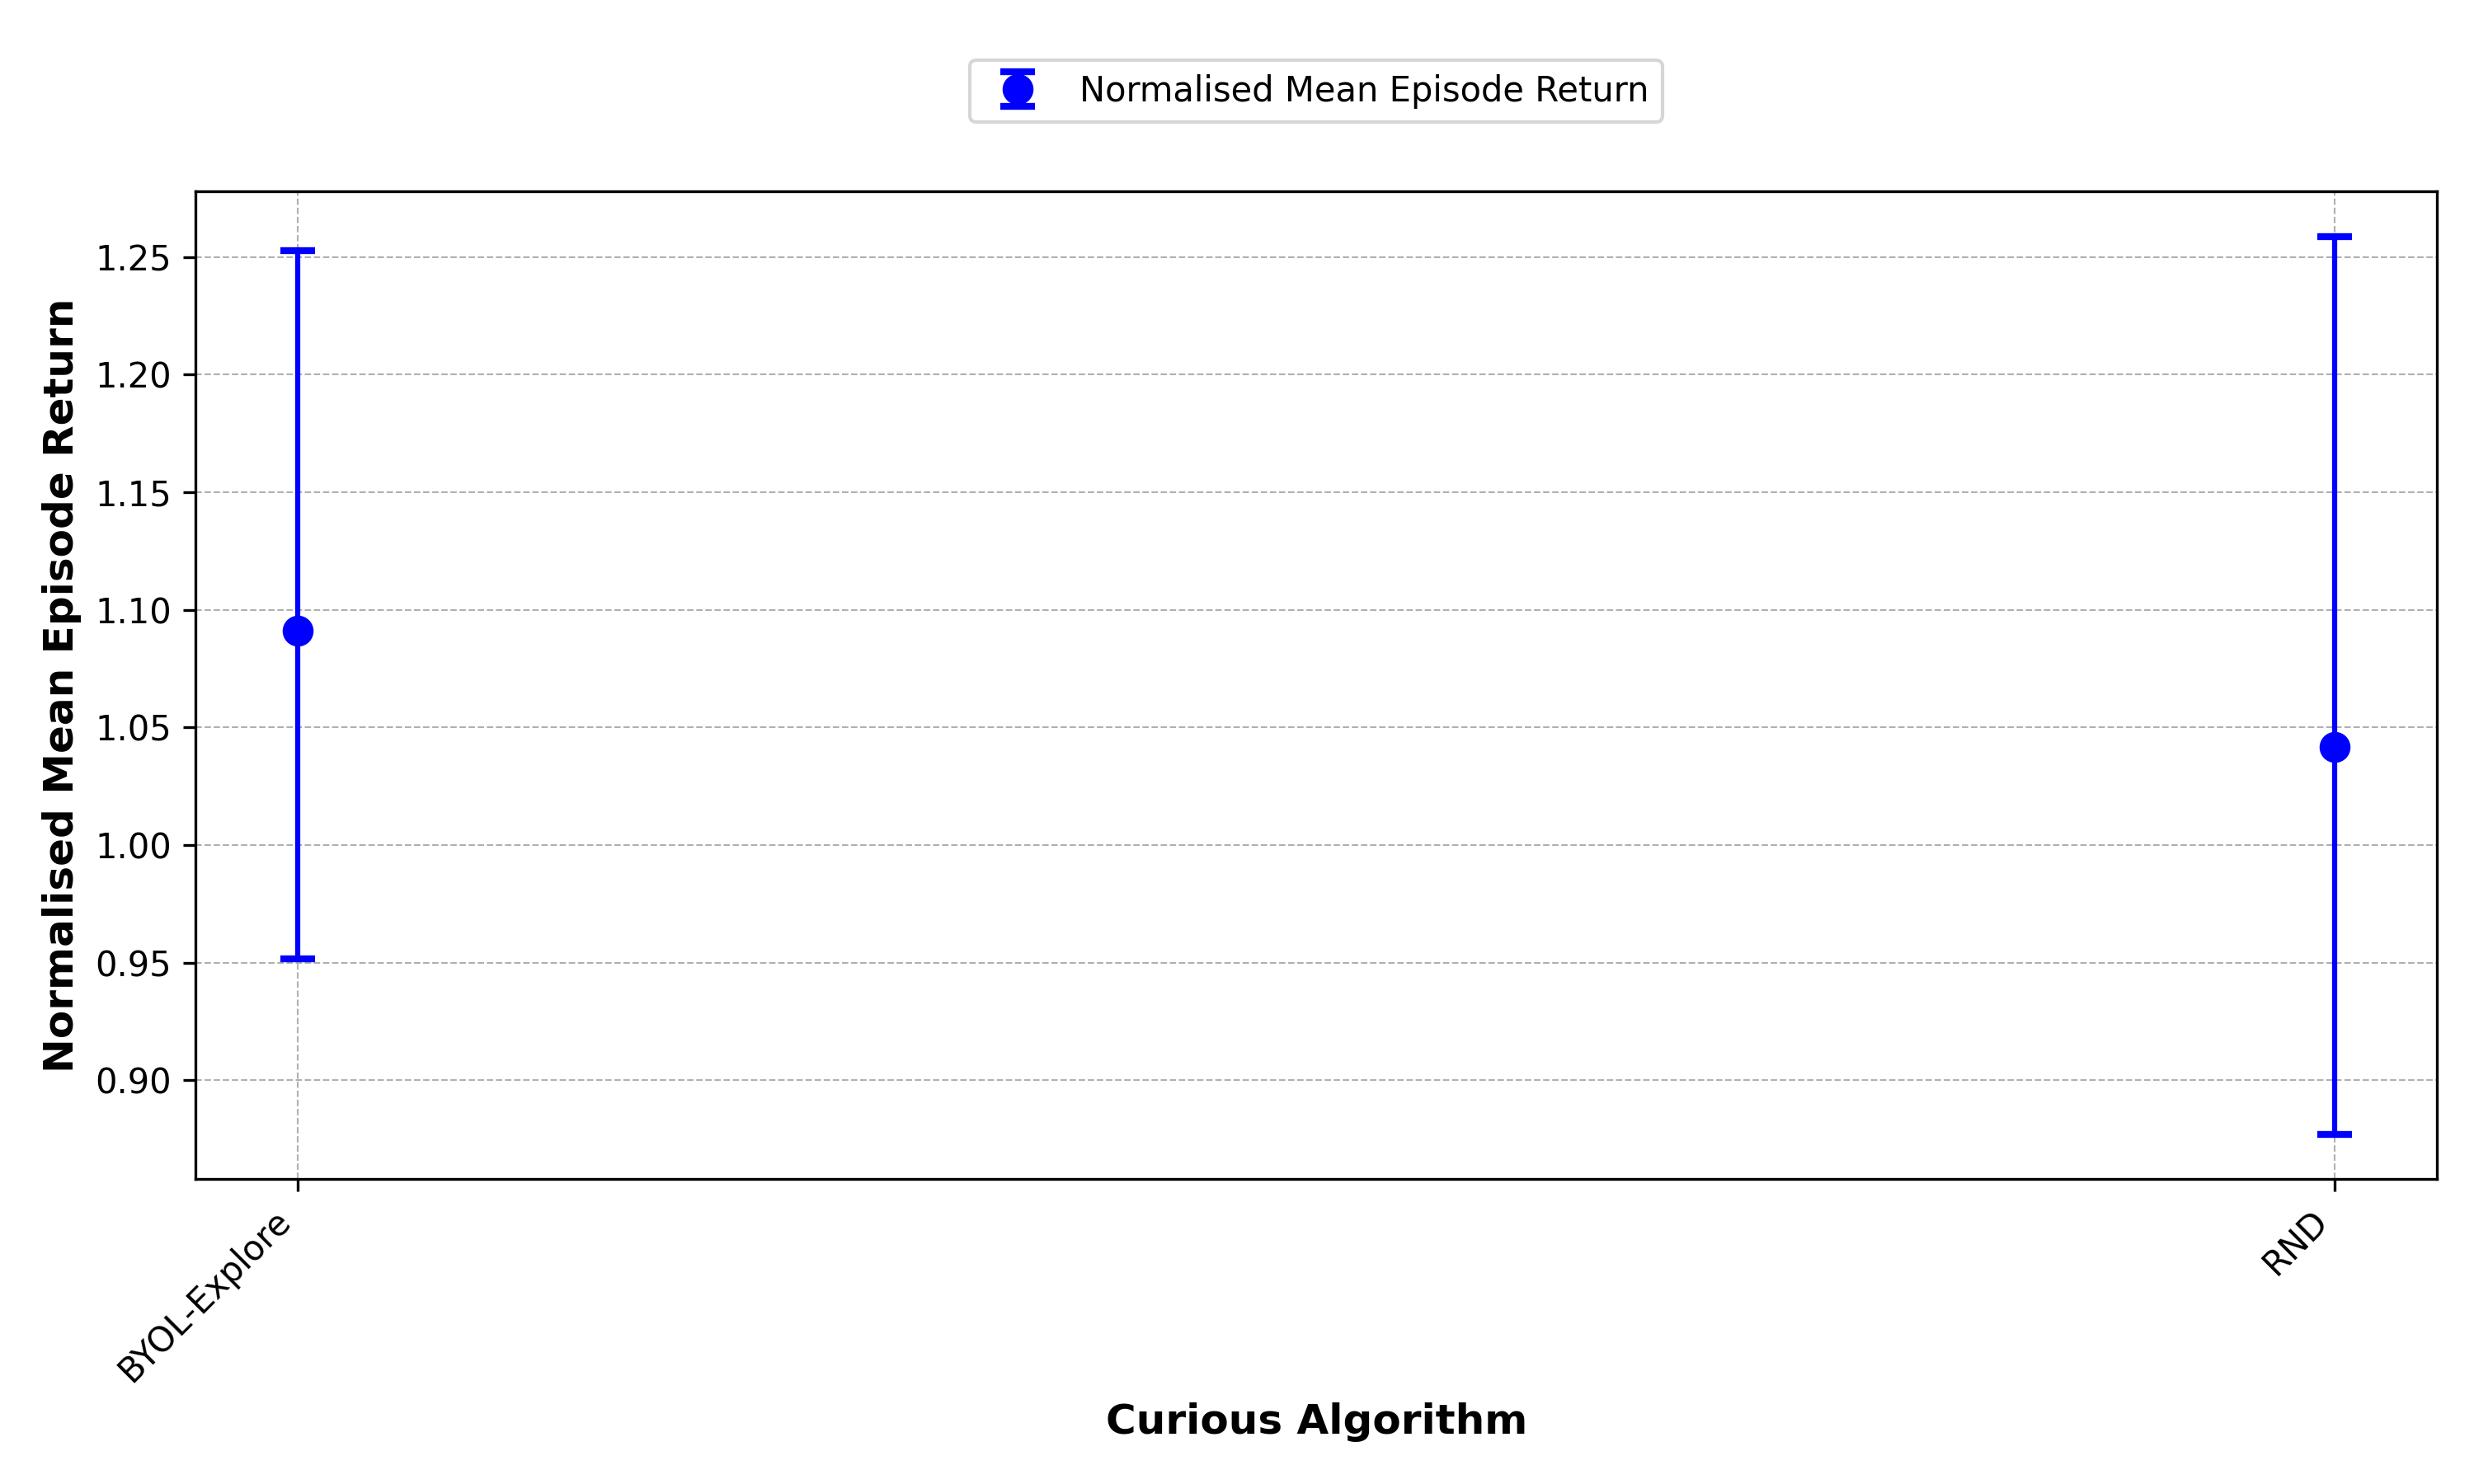 Normalised Mean Episode Return
Normalised Mean Episode Return
1.25
1.20
1.15
1.10
1.05
1.00
0.95
0.90
BYOL-Explore
RND
Curious Algorithm